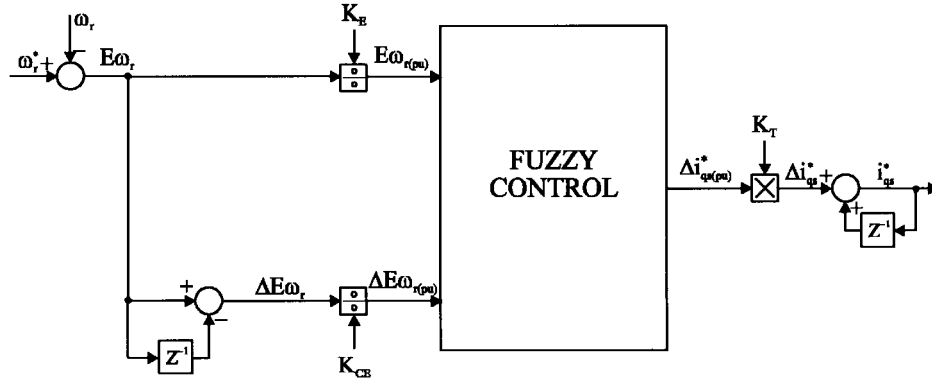 ω_r
−
ω_r^* +
Eω_r
K_E
÷
Eω_r(pu)
FUZZY
CONTROL
Δi_qs(pu)^*
K_T
×
Δi_qs^* +
i_qs^*
+
Z^-1
+
−
ΔEω_r
÷
ΔEω_r(pu)
Z^-1
K_CE